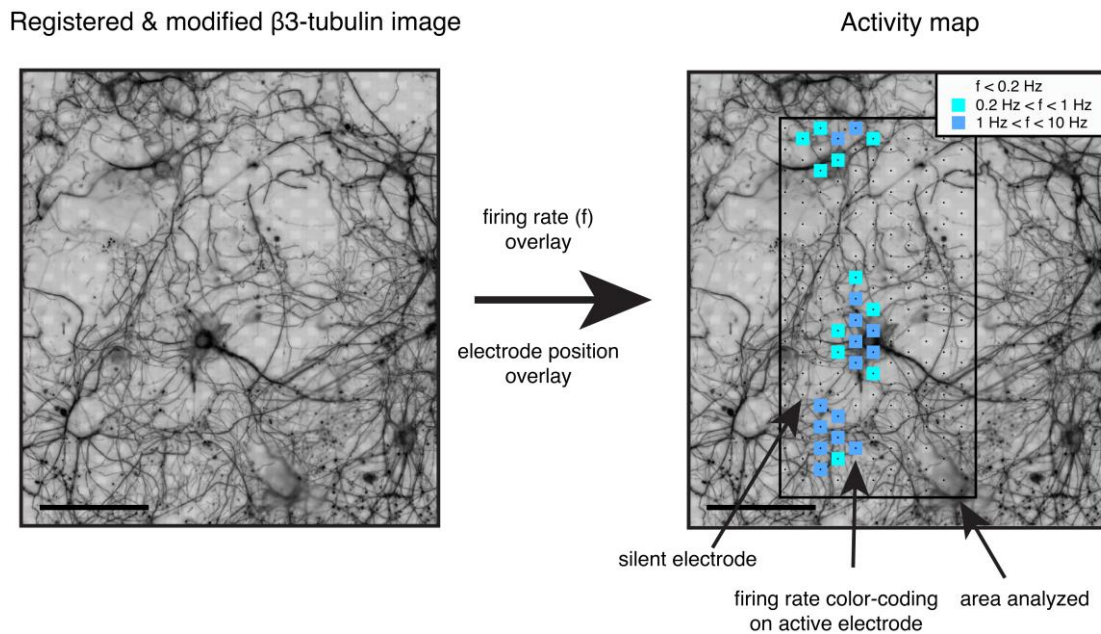 Registered & modified β3-tubulin image
Activity map
f < 0.2 Hz
0.2 Hz < f < 1 Hz
1 Hz < f < 10 Hz
firing rate (f)
overlay
electrode position
overlay
silent electrode
firing rate color-coding
on active electrode
area analyzed